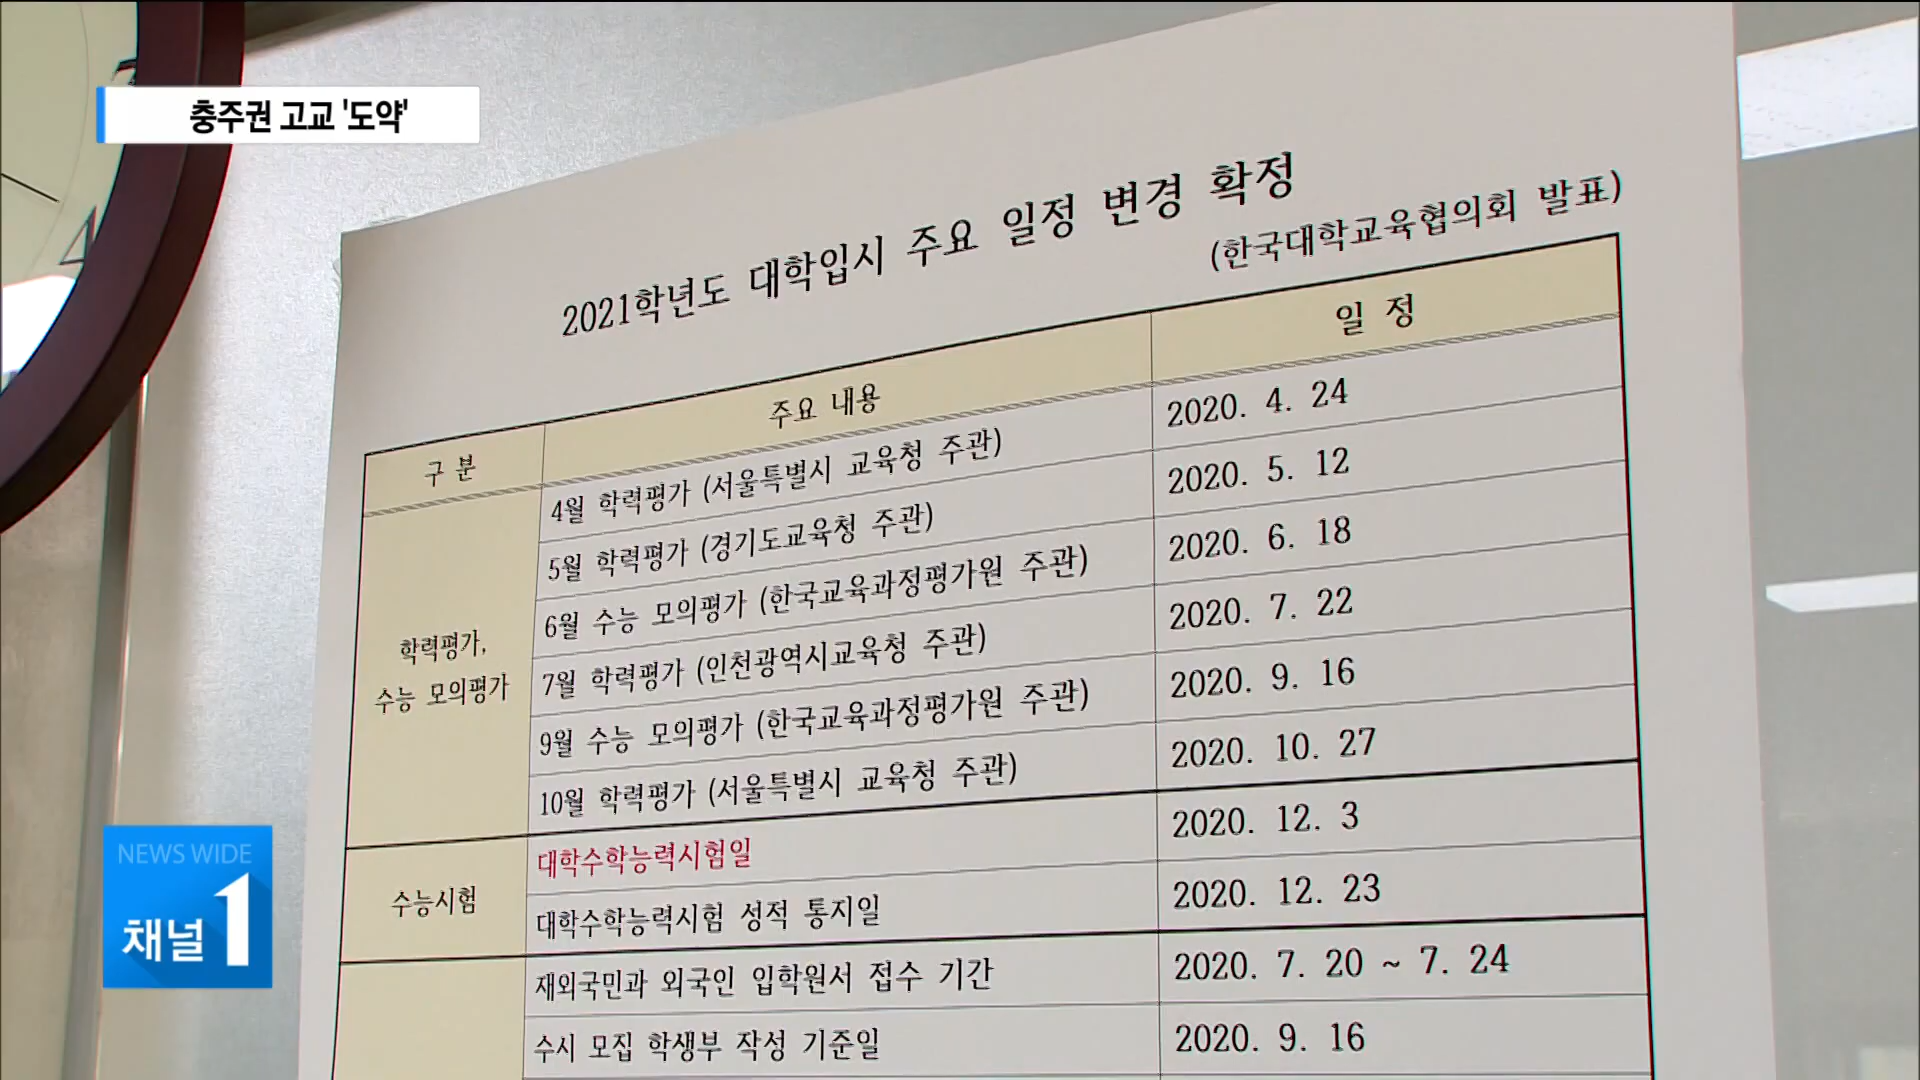 충주권 고교 '도약'
2021학년도 대학입시 주요 일정 변경 확정
(한국대학교육협의회 발표)
구 분 주요 내용 일 정
학력평가,
수능 모의평가
4월 학력평가 (서울특별시 교육청 주관) 2020. 4. 24
5월 학력평가 (경기도교육청 주관) 2020. 5. 12
6월 수능 모의평가 (한국교육과정평가원 주관) 2020. 6. 18
7월 학력평가 (인천광역시교육청 주관) 2020. 7. 22
9월 수능 모의평가 (한국교육과정평가원 주관) 2020. 9. 16
10월 학력평가 (서울특별시 교육청 주관) 2020. 10. 27
수능시험
대학수학능력시험일 2020. 12. 3
대학수학능력시험 성적 통지일 2020. 12. 23
재외국민과 외국인 입학원서 접수 기간 2020. 7. 20 ~ 7. 24
수시 모집 학생부 작성 기준일 2020. 9. 16
NEWS WIDE
채널 1
3
4